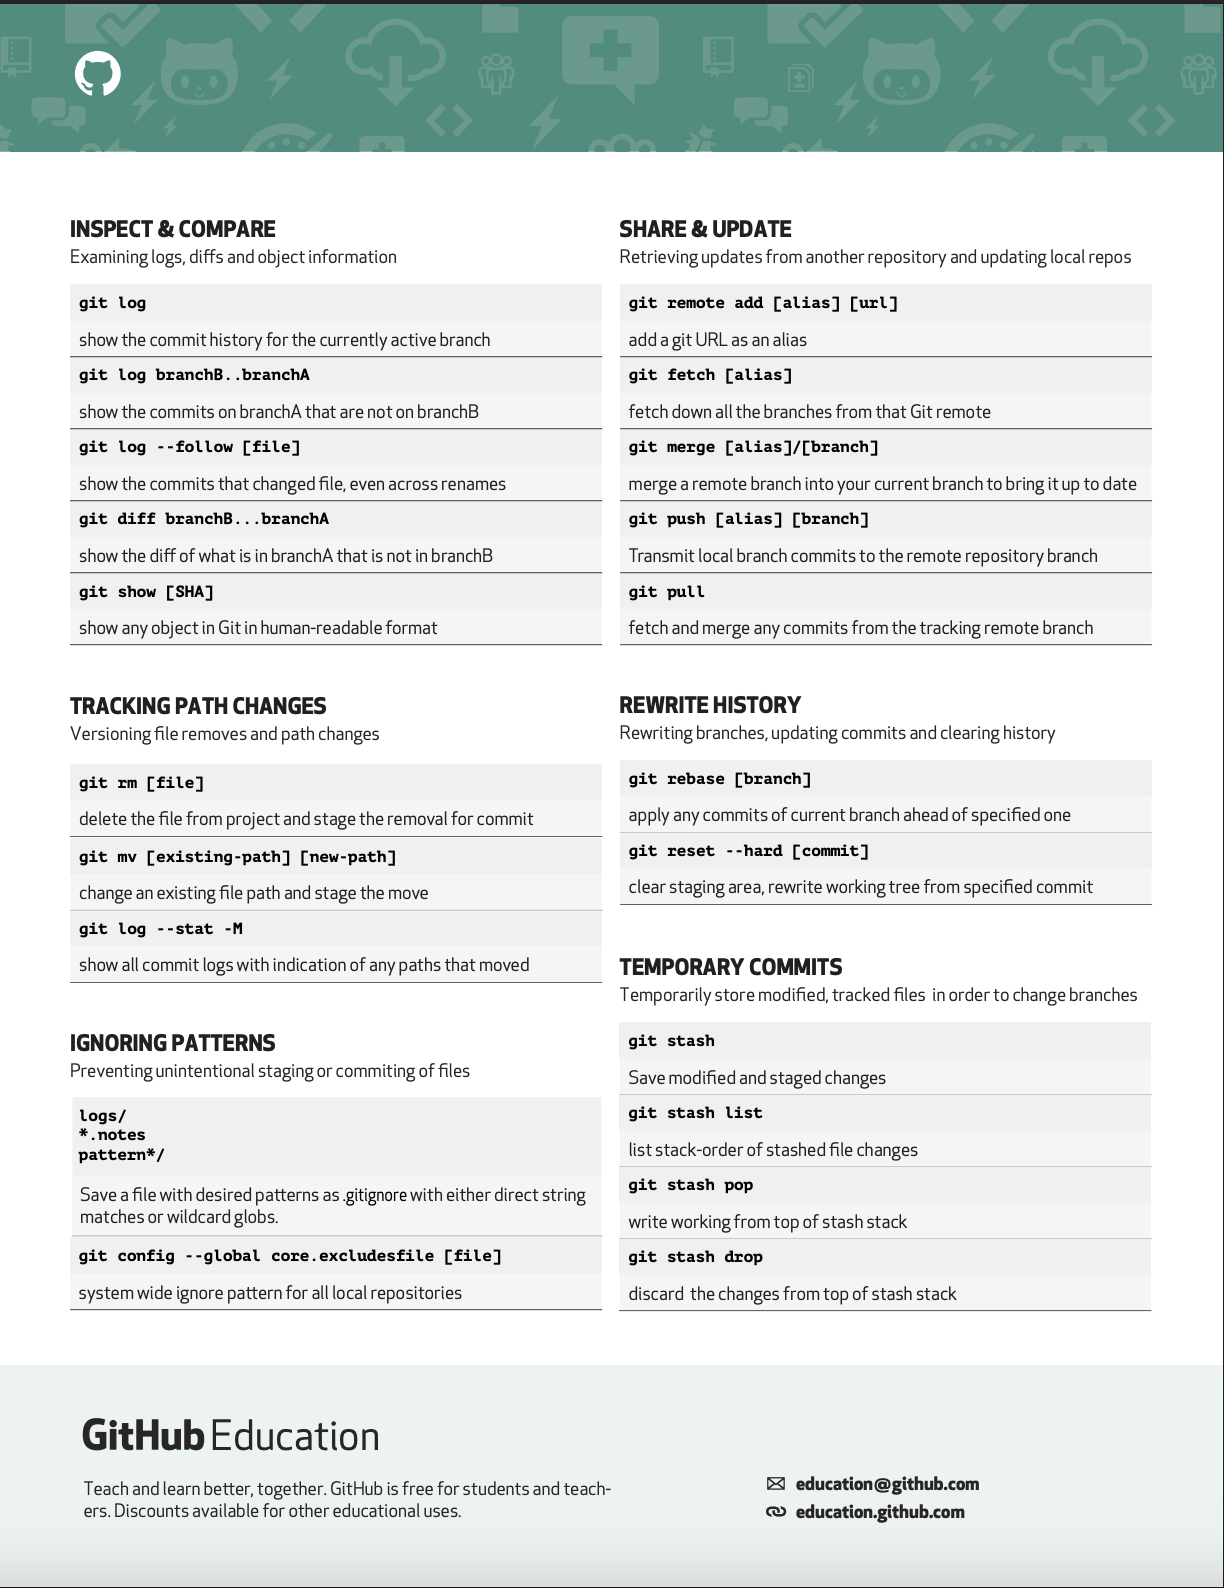 INSPECT & COMPARE
Examining logs, diffs and object information
git log
show the commit history for the currently active branch
git log branchB..branchA
show the commits on branchA that are not on branchB
git log --follow [file]
show the commits that changed file, even across renames
git diff branchB...branchA
show the diff of what is in branchA that is not in branchB
git show [SHA]
show any object in Git in human-readable format
TRACKING PATH CHANGES
Versioning file removes and path changes
git rm [file]
delete the file from project and stage the removal for commit
git mv [existing-path] [new-path]
change an existing file path and stage the move
git log --stat -M
show all commit logs with indication of any paths that moved
IGNORING PATTERNS
Preventing unintentional staging or commiting of files
logs/
*.notes
pattern*/
Save a file with desired patterns as .gitignore with either direct string
matches or wildcard globs.
git config --global core.excludesfile [file]
system wide ignore pattern for all local repositories
SHARE & UPDATE
Retrieving updates from another repository and updating local repos
git remote add [alias] [url]
add a git URL as an alias
git fetch [alias]
fetch down all the branches from that Git remote
git merge [alias]/[branch]
merge a remote branch into your current branch to bring it up to date
git push [alias] [branch]
Transmit local branch commits to the remote repository branch
git pull
fetch and merge any commits from the tracking remote branch
REWRITE HISTORY
Rewriting branches, updating commits and clearing history
git rebase [branch]
apply any commits of current branch ahead of specified one
git reset --hard [commit]
clear staging area, rewrite working tree from specified commit
TEMPORARY COMMITS
Temporarily store modified, tracked files in order to change branches
git stash
Save modified and staged changes
git stash list
list stack-order of stashed file changes
git stash pop
write working from top of stash stack
git stash drop
discard the changes from top of stash stack
GitHub Education
Teach and learn better, together. GitHub is free for students and teach-
ers. Discounts available for other educational uses.
education@github.com
education.github.com